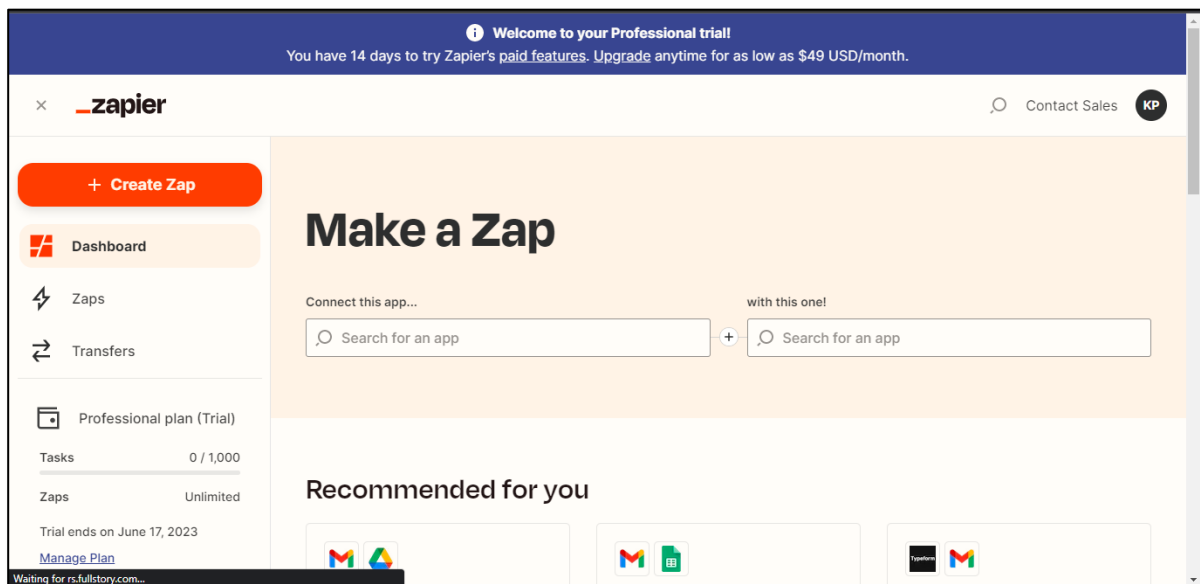 Welcome to your Professional trial!
You have 14 days to try Zapier's paid features. Upgrade anytime for as low as $49 USD/month.
_zapier
Contact Sales
KP
+ Create Zap
Dashboard
Zaps
Transfers
Professional plan (Trial)
Tasks 0 / 1,000
Zaps Unlimited
Trial ends on June 17, 2023
Manage Plan
Waiting for rs.fullstory.com...
Make a Zap
Connect this app...
Search for an app
+
with this one!
Search for an app
Recommended for you
Typeform